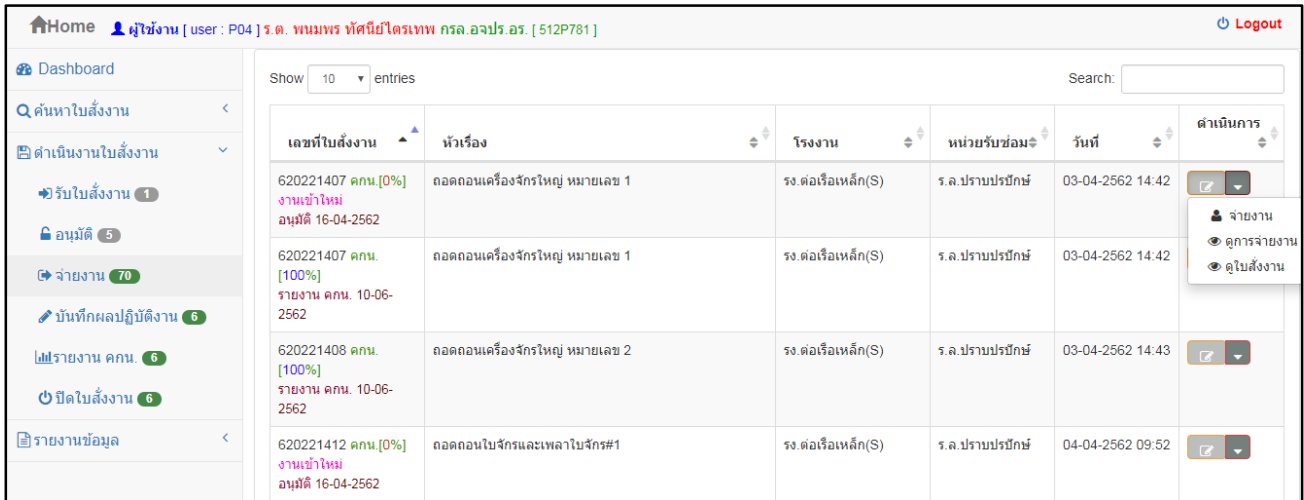 Home ผู้ใช้งาน [ user : P04 ] ร.ต. พนมพร ทัศนีย์ไตรเทพ กรล.อจปร.อร. [ 512P781 ] Logout
Dashboard
ค้นหาใบสั่งงาน
ดำเนินงานใบสั่งงาน
รับใบสั่งงาน 1
อนุมัติ 5
จ่ายงาน 70
บันทึกผลปฏิบัติงาน 6
รายงาน คกน. 6
ปิดใบสั่งงาน 6
รายงานข้อมูล
Show 10 entries Search:
เลขที่ใบสั่งงาน หัวเรื่อง โรงงาน หน่วยรับซ่อม วันที่ ดำเนินการ
620221407 คกน.[0%] ถอดถอนเครื่องจักรใหญ่ หมายเลข 1 รง.ต่อเรือเหล็ก(S) ร.ล.ปราบปรปักษ์ 03-04-2562 14:42
งานเข้าใหม่
อนุมัติ 16-04-2562
จ่ายงาน
ดูการจ่ายงาน
ดูใบสั่งงาน
620221407 คกน. ถอดถอนเครื่องจักรใหญ่ หมายเลข 1 รง.ต่อเรือเหล็ก(S) ร.ล.ปราบปรปักษ์ 03-04-2562 14:42
[100%]
รายงาน คกน. 10-06-
2562
620221408 คกน. ถอดถอนเครื่องจักรใหญ่ หมายเลข 2 รง.ต่อเรือเหล็ก(S) ร.ล.ปราบปรปักษ์ 03-04-2562 14:43
[100%]
รายงาน คกน. 10-06-
2562
620221412 คกน.[0%] ถอดถอนใบจักรและเพลาใบจักร#1 รง.ต่อเรือเหล็ก(S) ร.ล.ปราบปรปักษ์ 04-04-2562 09:52
งานเข้าใหม่
อนุมัติ 16-04-2562